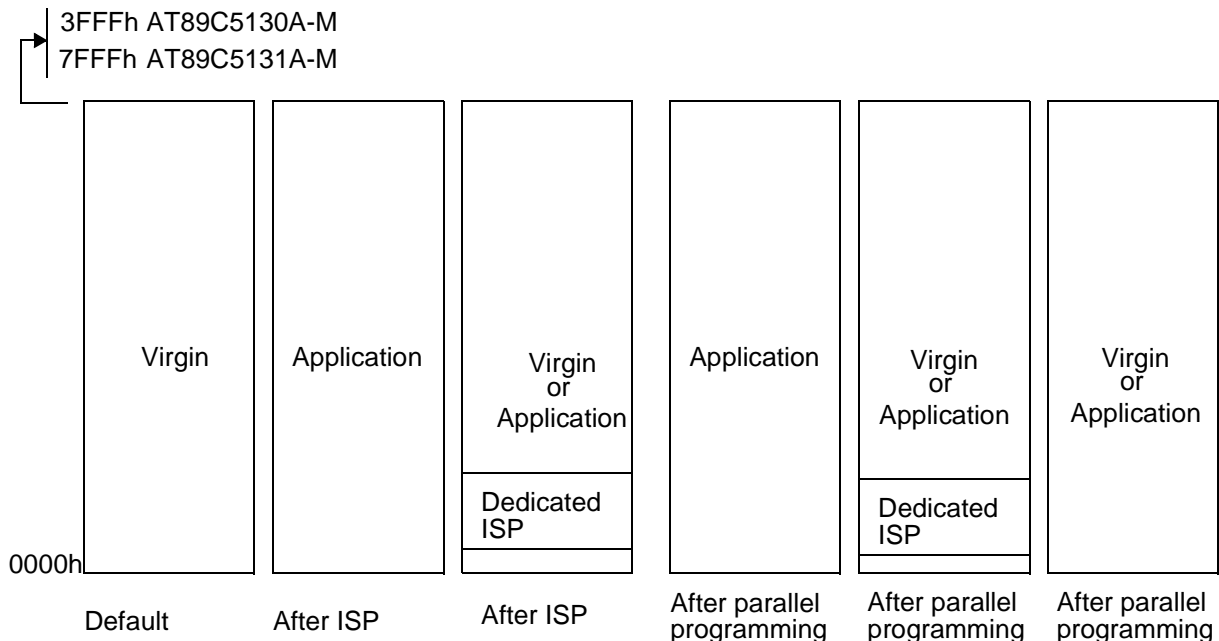 3FFFh AT89C5130A-M
7FFFh AT89C5131A-M
Virgin
Application
Virgin
or
Application
Dedicated
ISP
Application
Virgin
or
Application
Dedicated
ISP
Virgin
or
Application
0000h
Default
After ISP
After ISP
After parallel
programming
After parallel
programming
After parallel
programming